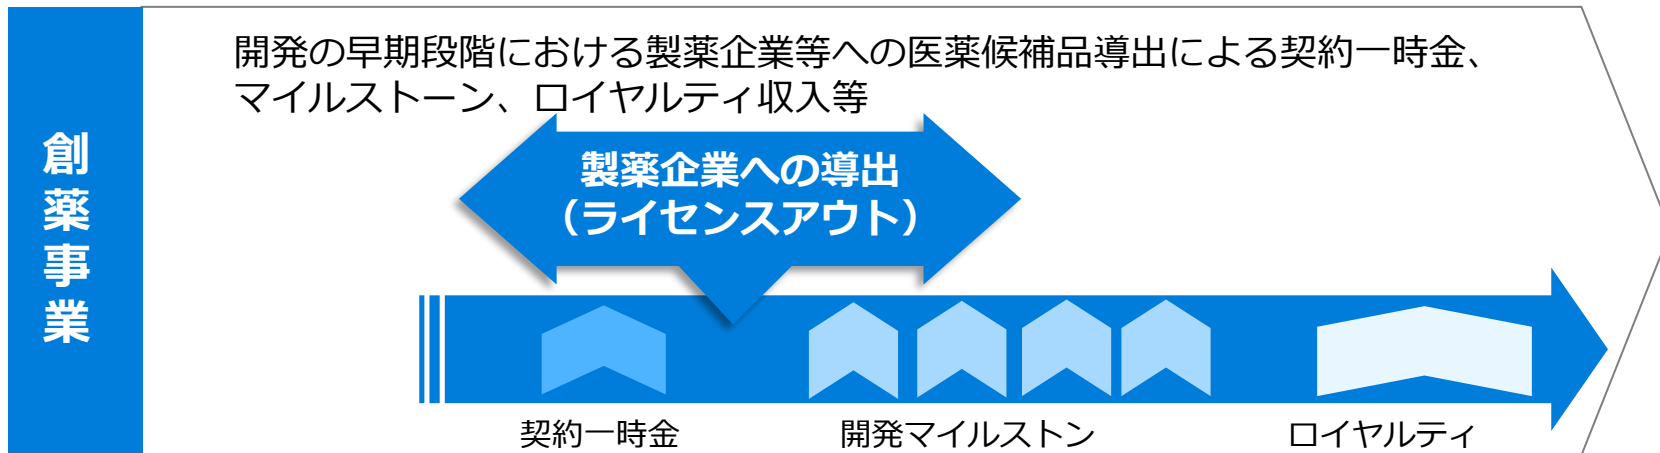 創薬事業
開発の早期段階における製薬企業等への医薬候補品導出による契約一時金、
マイルストーン、ロイヤルティ収入等
製薬企業への導出
（ライセンスアウト）
契約一時金
開発マイルストン
ロイヤルティ